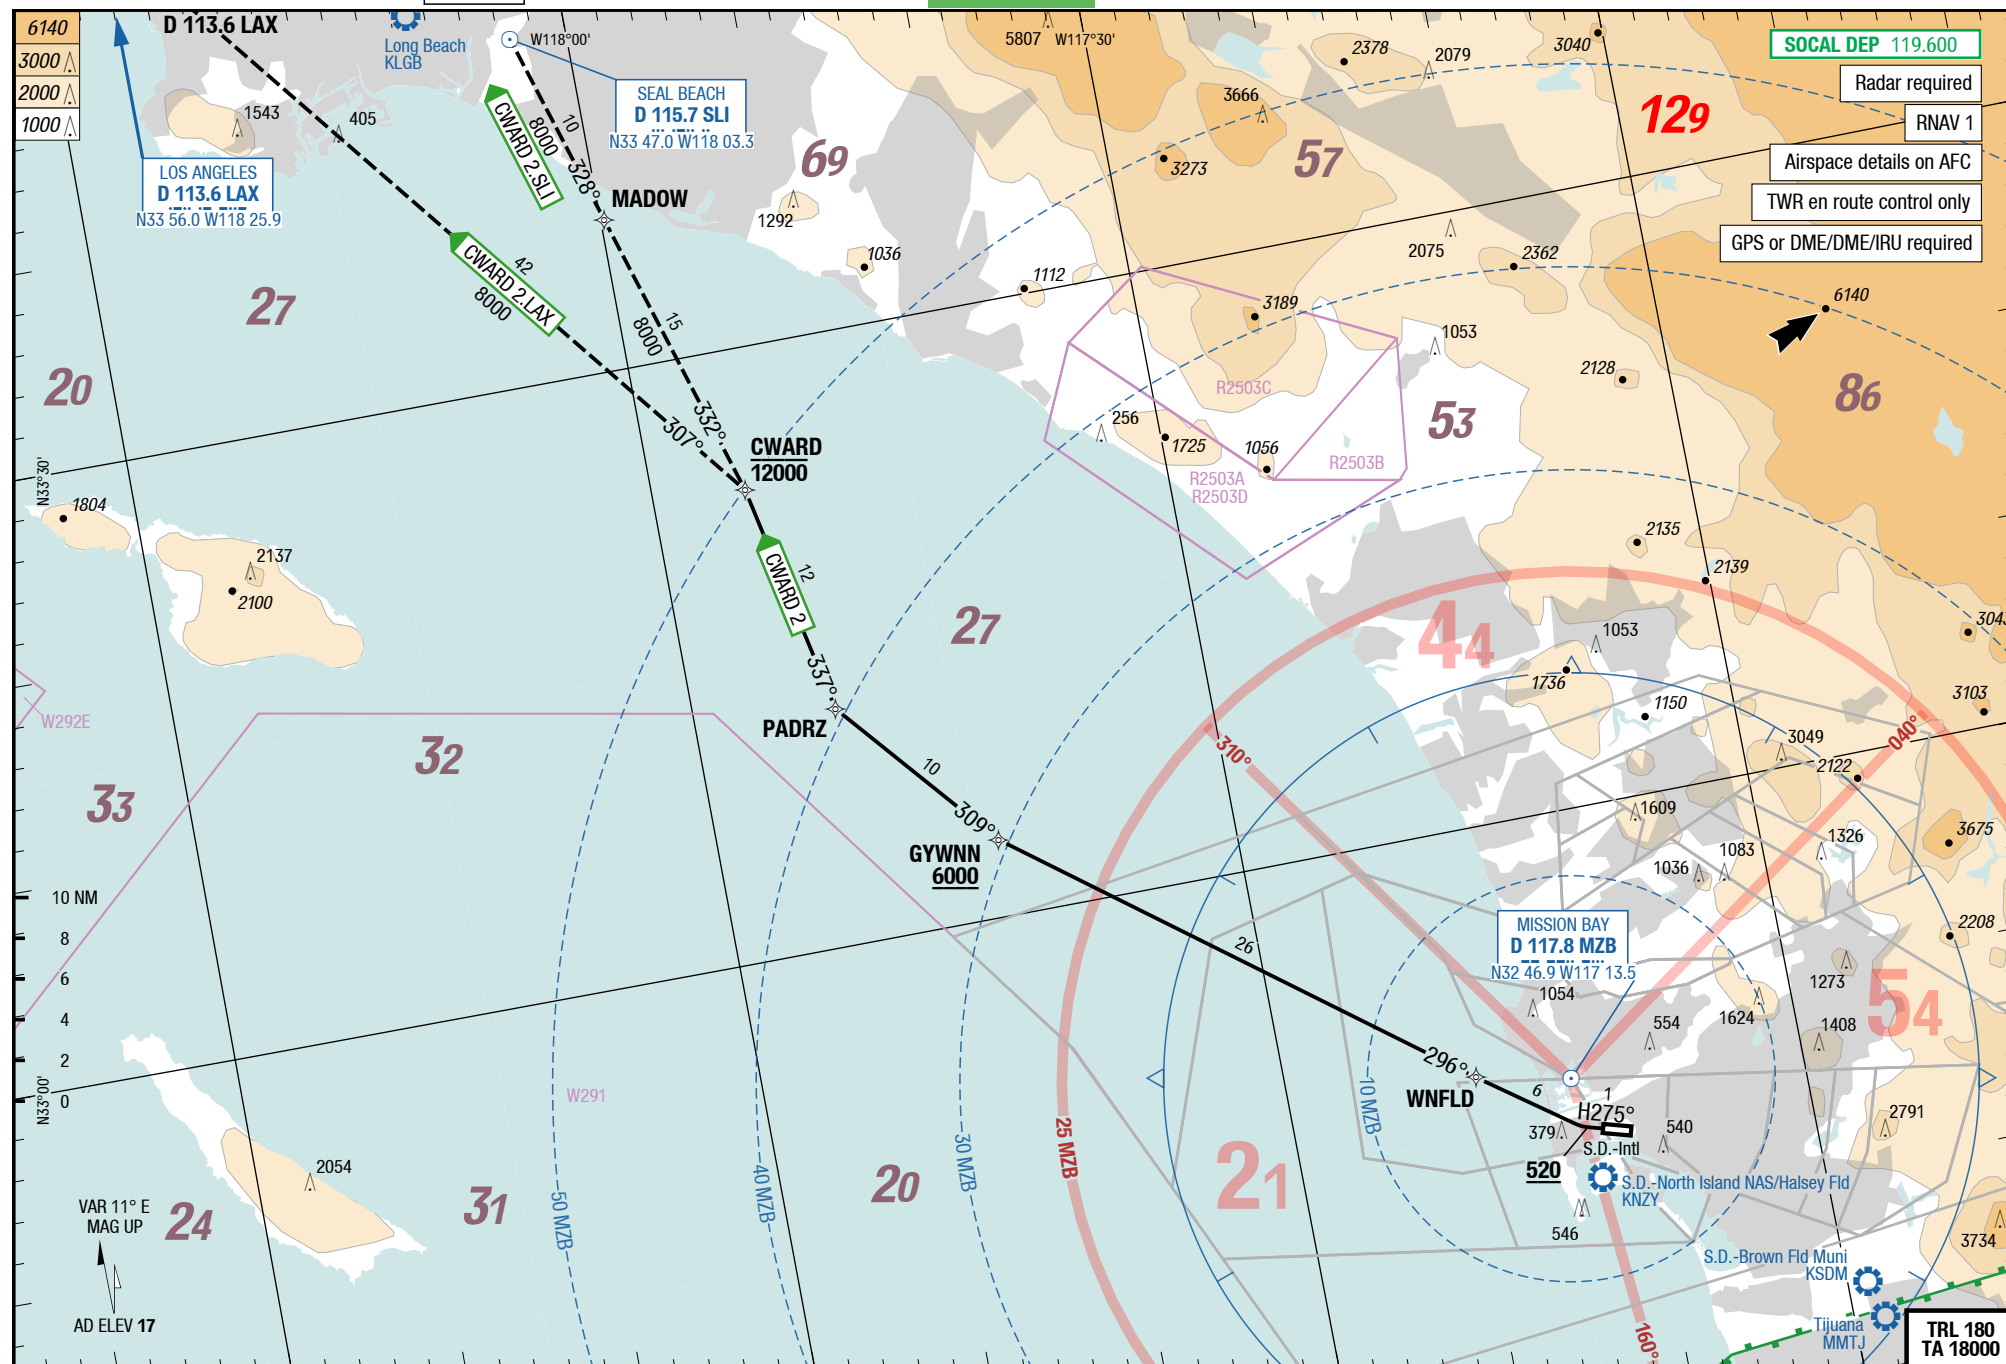 6140
3000
2000
1000
D 113.6 LAX
Long Beach
KLGB
W118°00'
5807
W117°30'
2378
2079
3040
SOCAL DEP 119.600
Radar required
RNAV 1
Airspace details on AFC
TWR en route control only
GPS or DME/DME/IRU required
1543
405
SEAL BEACH
D 115.7 SLI
N33 47.0 W118 03.3
LOS ANGELES
D 113.6 LAX
N33 56.0 W118 25.9
10
8000
CWARD 2.SLI
328°
MADOW
69
3666
57
129
3273
1292
1036
1112
2075
2362
42
CWARD 2.LAX
8000
15
8000
27
3189
6140
1053
20
R2503C
2128
86
332°
307°
256
1725
1056
53
R2503B
R2503A
R2503D
CWARD
12000
N33°30'
1804
2137
2100
12
CWARD 2
2135
2139
3043
27
44
1053
1736
337°
PADRZ
1150
3103
W292E
32
33
310°
040°
3049
2122
10
309°
GYWNN
6000
1609
1326
3675
1036
1083
10 NM
8
6
4
2
0
N33°00'
26
MISSION BAY
D 117.8 MZB
N32 46.9 W117 13.5
2208
1273
1054
554
1624
1408
54
W291
296°
WNFLD
6
1
H275°
S.D.-Intl
10 MZB
379
540
2791
520
25 MZB
30 MZB
40 MZB
50 MZB
21
20
31
24
2054
S.D.-North Island NAS/Halsey Fld
KNZY
546
3734
VAR 11° E
MAG UP
AD ELEV 17
S.D.-Brown Fld Muni
KSDM
Tijuana
MMTJ
160°
TRL 180
TA 18000